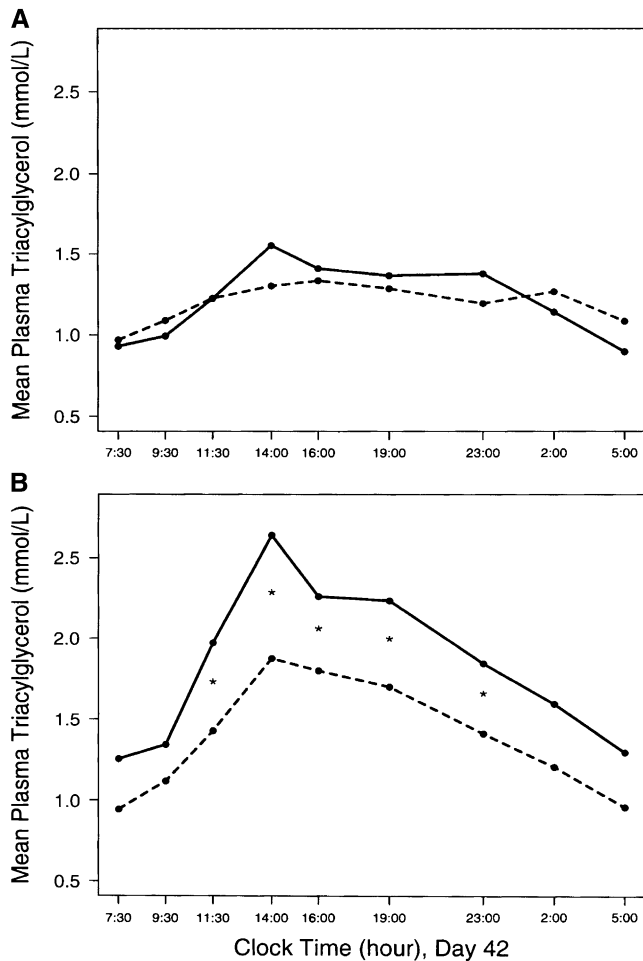 A
Mean Plasma Triacylglycerol (mmol/L)
2.5
2.0
1.5
1.0
0.5
7:30 9:30 11:30 14:00 16:00 19:00 23:00 2:00 5:00
B
Mean Plasma Triacylglycerol (mmol/L)
2.5
2.0
1.5
1.0
0.5
* * * * *
7:30 9:30 11:30 14:00 16:00 19:00 23:00 2:00 5:00
Clock Time (hour), Day 42